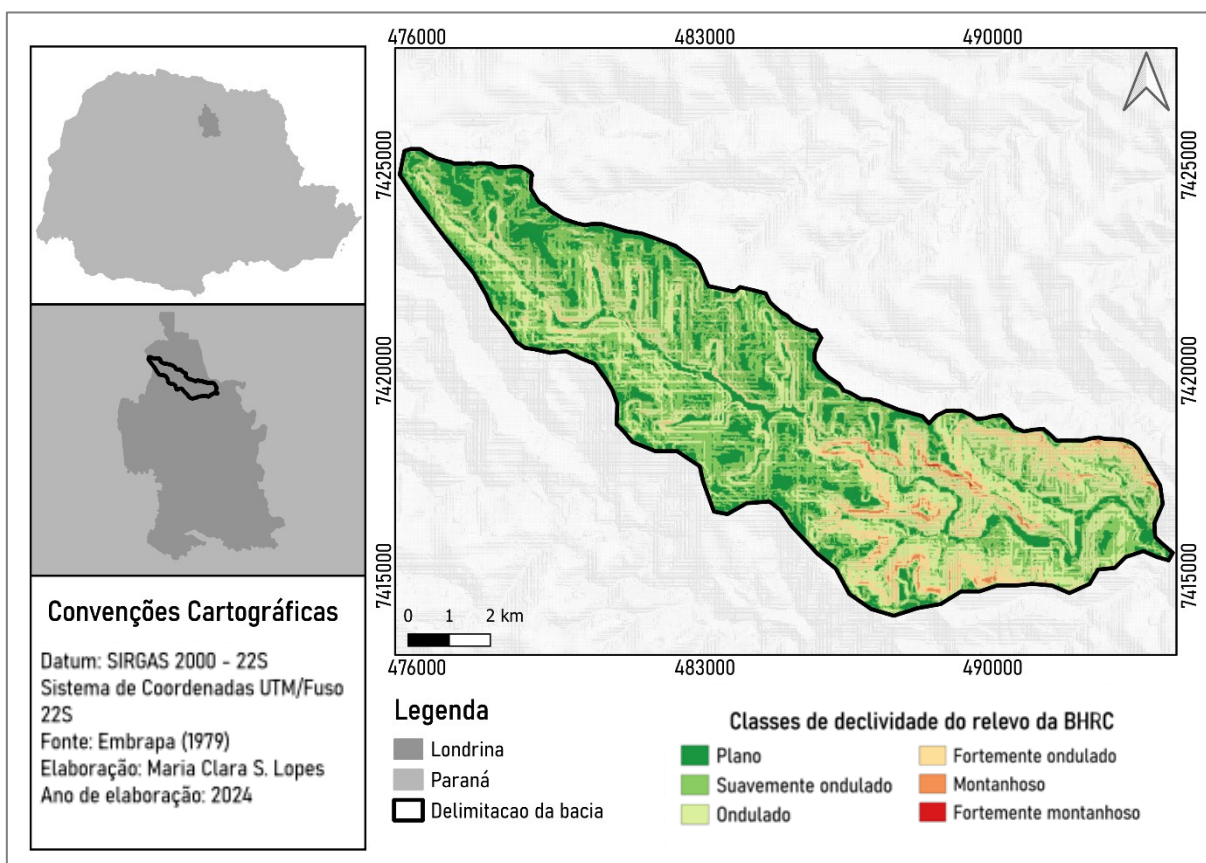 476000 483000 490000
7425000 7425000
7420000 7420000
7415000 7415000
0 1 2 km
476000 483000 490000
Convenções Cartográficas
Datum: SIRGAS 2000 - 22S
Sistema de Coordenadas UTM/Fuso
22S
Fonte: Embrapa (1979)
Elaboração: Maria Clara S. Lopes
Ano de elaboração: 2024
Legenda
Londrina
Paraná
Delimitacao da bacia
Classes de declividade do relevo da BHRC
Plano
Suavemente ondulado
Ondulado
Fortemente ondulado
Montanhoso
Fortemente montanhoso